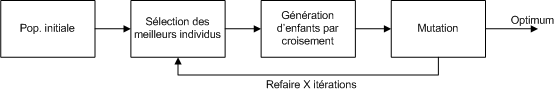 Pop. initiale
Sélection des
meilleurs individus
Génération
d'enfants par
croisement
Mutation
Optimum
Refaire X itérations